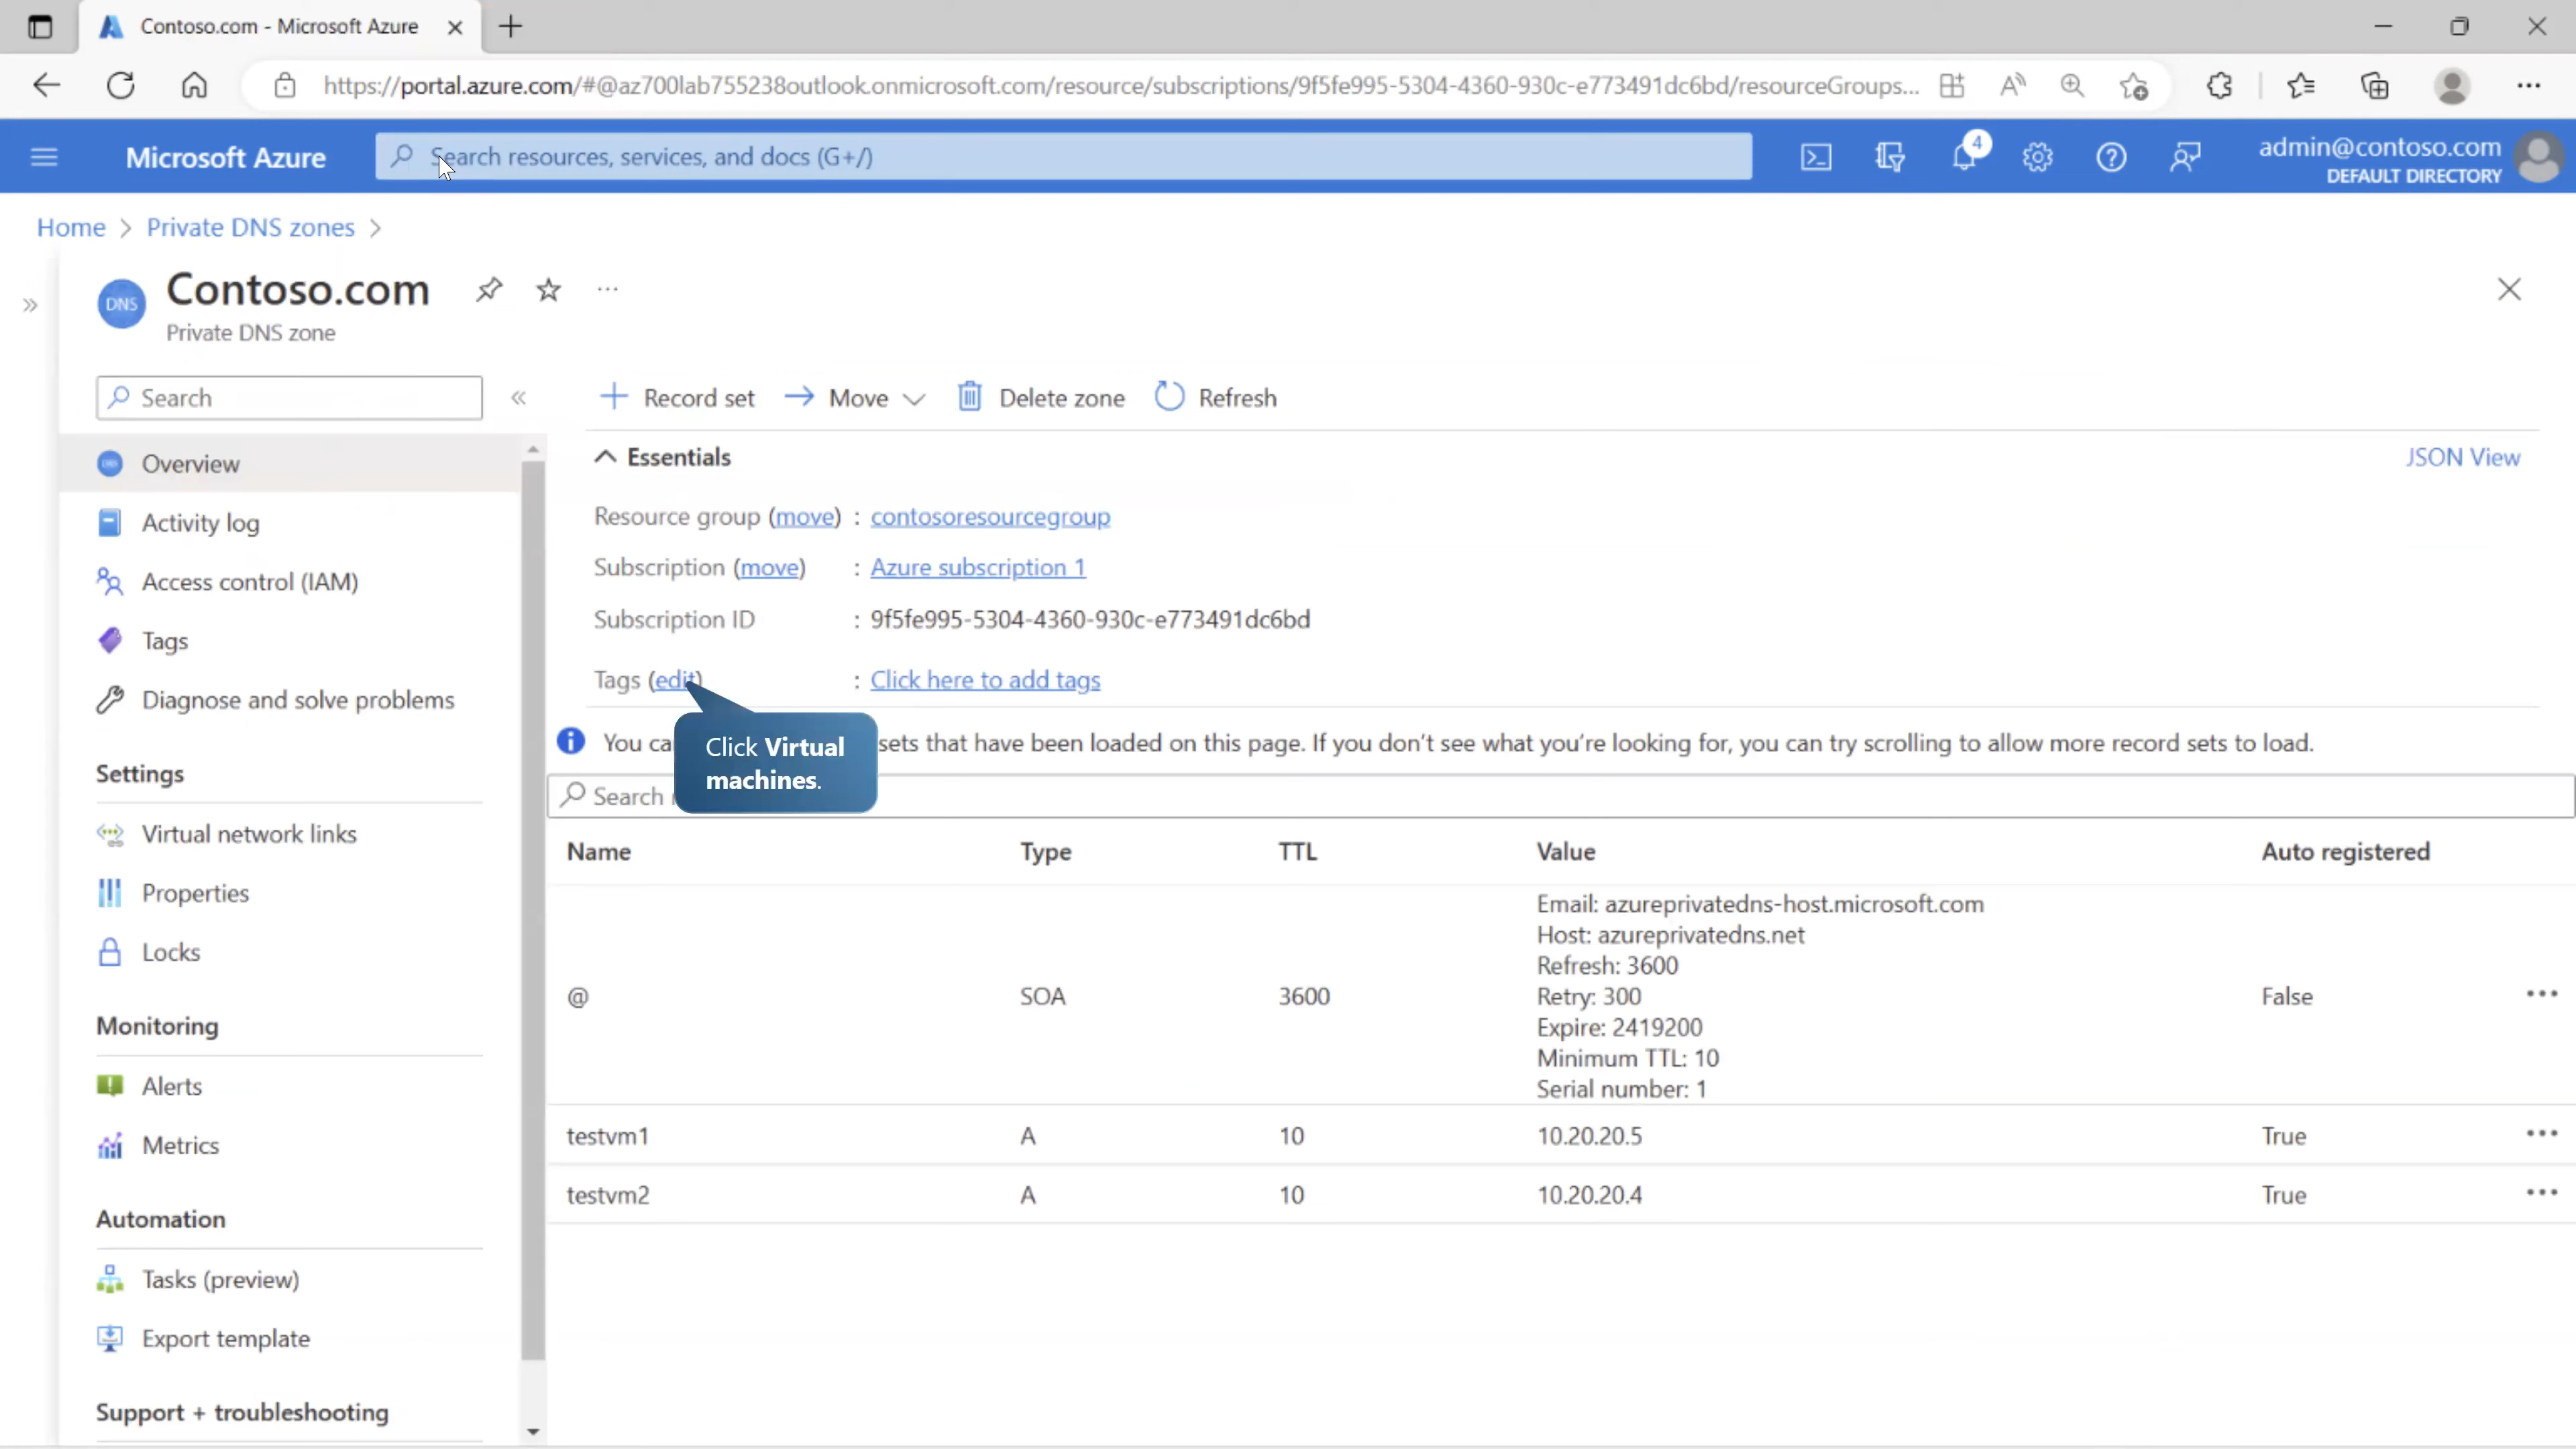 Contoso.com - Microsoft Azure
https://portal.azure.com/#@az700lab755238outlook.onmicrosoft.com/resource/subscriptions/9f5fe995-5304-4360-930c-e773491dc6bd/resourceGroups...
Microsoft Azure
Search resources, services, and docs (G+/)
4
admin@contoso.com
DEFAULT DIRECTORY
Home > Private DNS zones >
DNS
Contoso.com
Private DNS zone
Search
Record set
Move
Delete zone
Refresh
Overview
Activity log
Access control (IAM)
Tags
Diagnose and solve problems
Settings
Virtual network links
Properties
Locks
Monitoring
Alerts
Metrics
Automation
Tasks (preview)
Export template
Support + troubleshooting
Essentials
JSON View
Resource group (move) : contosoresourcegroup
Subscription (move) : Azure subscription 1
Subscription ID : 9f5fe995-5304-4360-930c-e773491dc6bd
Tags (edit) : Click here to add tags
You sets that have been loaded on this page. If you don't see what you're looking for, you can try scrolling to allow more record sets to load.
Click Virtual
machines.
Search
Name Type TTL Value Auto registered
@ SOA 3600
Email: azureprivatedns-host.microsoft.com
Host: azureprivatedns.net
Refresh: 3600
Retry: 300
Expire: 2419200
Minimum TTL: 10
Serial number: 1
False
testvm1 A 10 10.20.20.5 True
testvm2 A 10 10.20.20.4 True